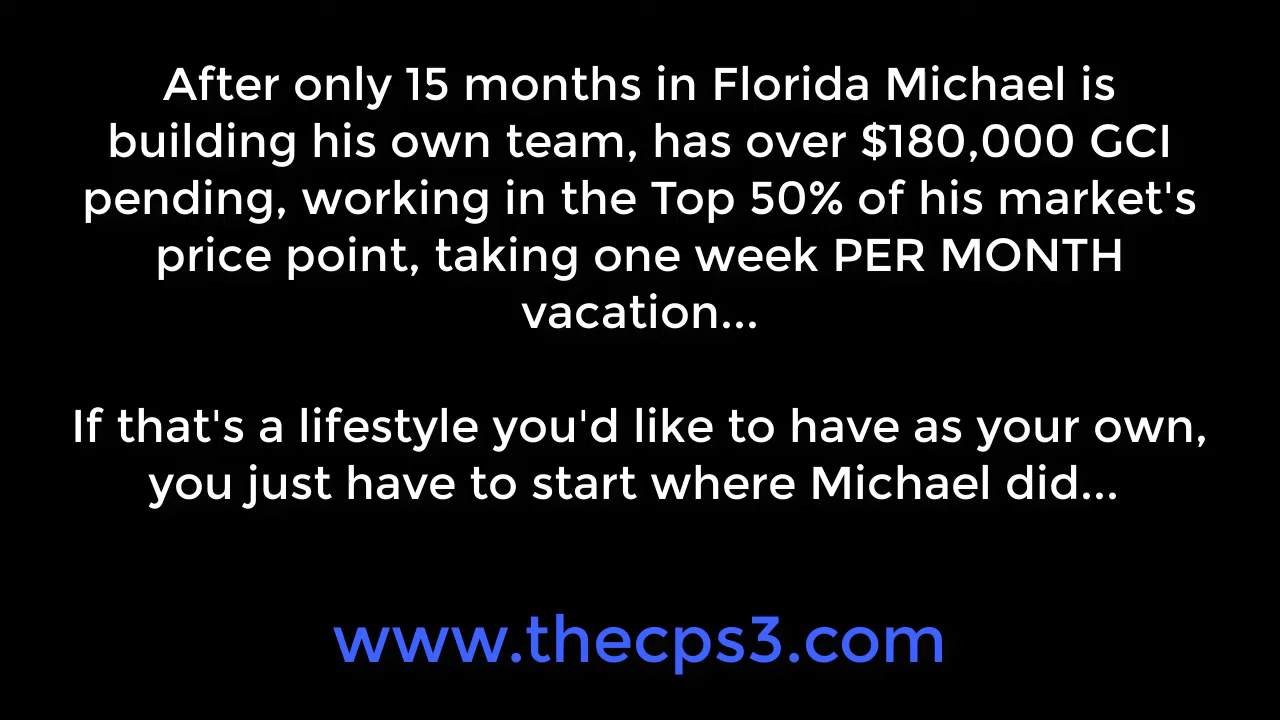 After only 15 months in Florida Michael is
building his own team, has over $180,000 GCI
pending, working in the Top 50% of his market's
price point, taking one week PER MONTH
vacation...
If that's a lifestyle you'd like to have as your own,
you just have to start where Michael did...
www.thecps3.com